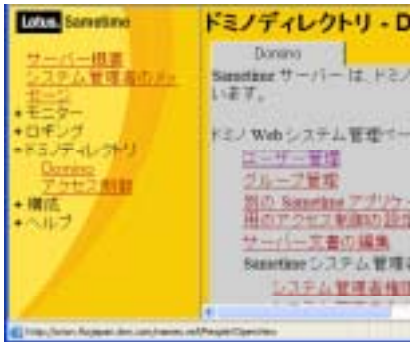 Lotus Sametime
サーバー概要
システム管理者のメッ
セージ
モニター
ロギング
ドミノディレクトリ
Domino
アクセス制御
構成
ヘルプ
ドミノディレクトリ - D
Domino
Sametime サーバー は、ドミノ
います。
ドミノ Web システム管理ペー
ユーザー管理
グループ管理
別の Sametime アプリケー
用のアクセス制御の設定
サーバー文書の編集
Sametime システム管理者
システム管理者権限